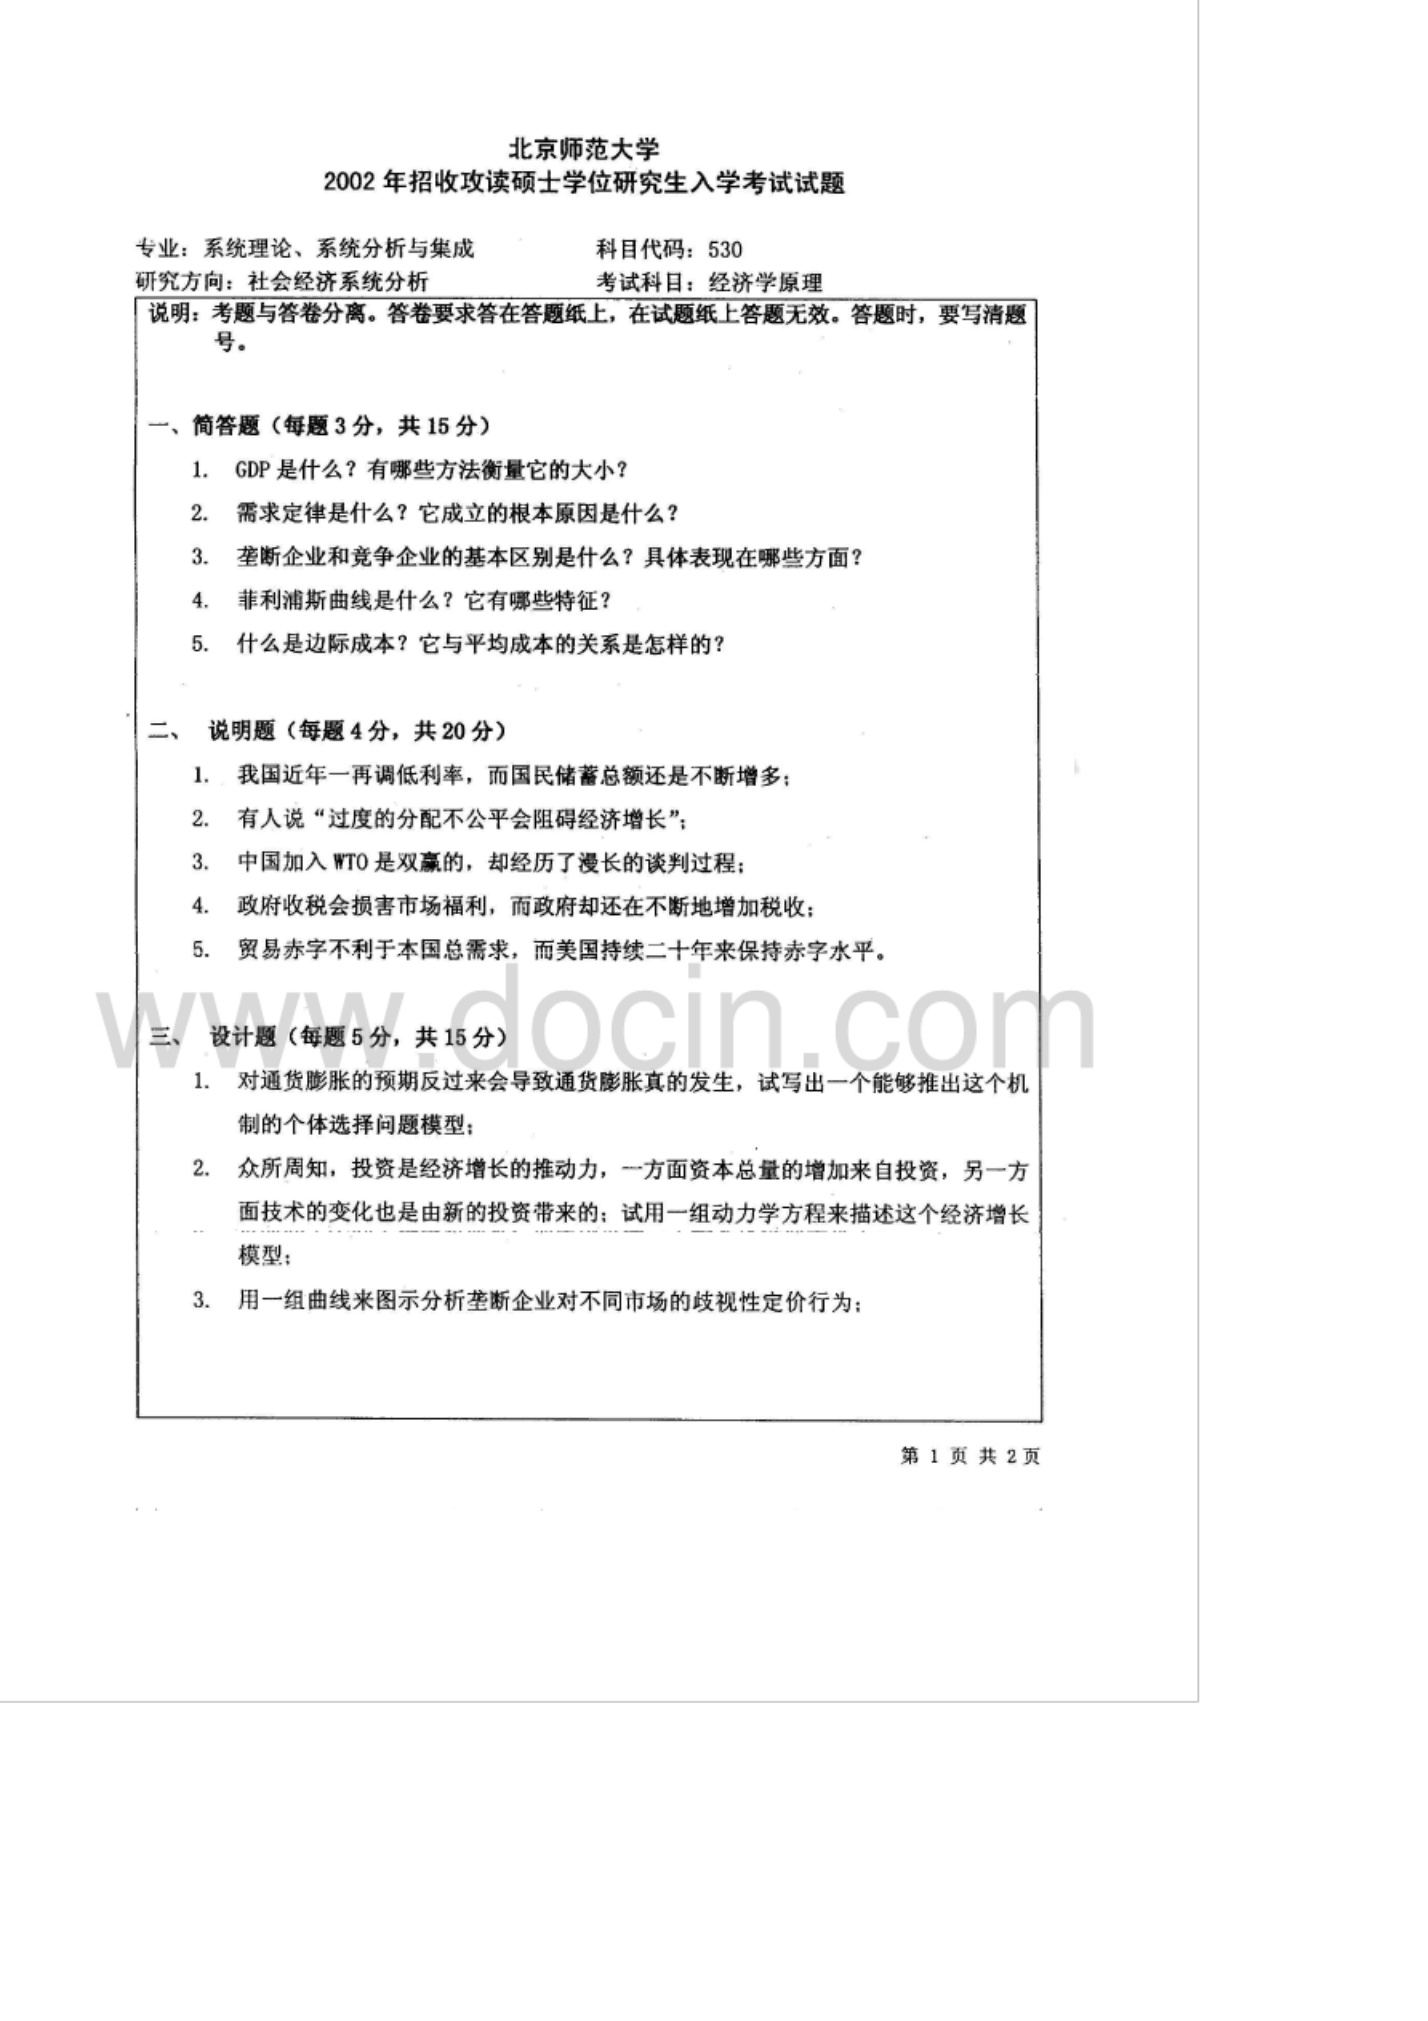 北京师范大学
2002 年招收攻读硕士学位研究生入学考试试题
专业：系统理论、系统分析与集成 科目代码：530
研究方向：社会经济系统分析 考试科目：经济学原理
说明：考题与答卷分离。答卷要求答在答题纸上，在试题纸上答题无效。答题时，要写清题
号。
一、简答题（每题 3 分，共 15 分）
1. GDP 是什么？有哪些方法衡量它的大小？
2. 需求定律是什么？它成立的根本原因是什么？
3. 垄断企业和竞争企业的基本区别是什么？具体表现在哪些方面？
4. 菲利浦斯曲线是什么？它有哪些特征？
5. 什么是边际成本？它与平均成本的关系是怎样的？
二、 说明题（每题 4 分，共 20 分）
1. 我国近年一再调低利率，而国民储蓄总额还是不断增多；
2. 有人说“过度的分配不公平会阻碍经济增长”；
3. 中国加入 WTO 是双赢的，却经历了漫长的谈判过程；
4. 政府收税会损害市场福利，而政府却还在不断地增加税收；
5. 贸易赤字不利于本国总需求，而美国持续二十年来保持赤字水平。
www.docin.com
三、 设计题（每题 5 分，共 15 分）
1. 对通货膨胀的预期反过来会导致通货膨胀真的发生，试写出一个能够推出这个机
制的个体选择问题模型；
2. 众所周知，投资是经济增长的推动力，一方面资本总量的增加来自投资，另一方
面技术的变化也是由新的投资带来的；试用一组动力学方程来描述这个经济增长
模型；
3. 用一组曲线来图示分析垄断企业对不同市场的歧视性定价行为；
第 1 页 共 2 页